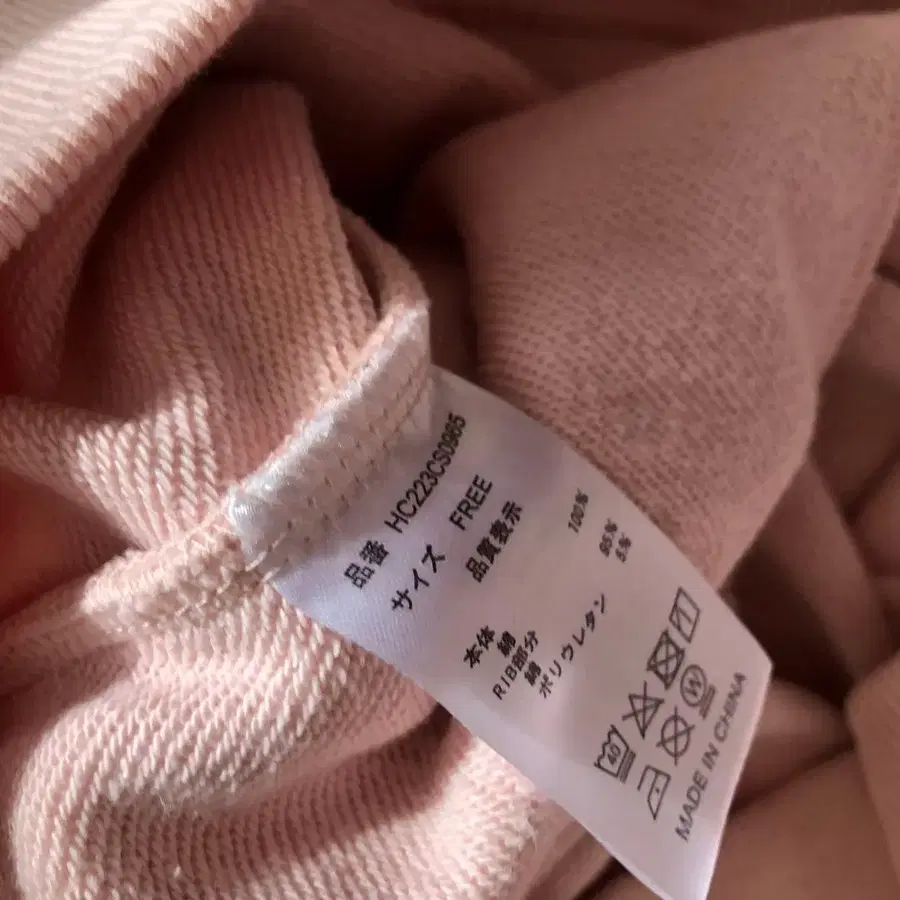 品番 HC223CS0965
サイズ FREE
品質表示
本体
綿 100%
RIB部分
綿 95%
ポリウレタン 5%
40
W
MADE IN CHINA